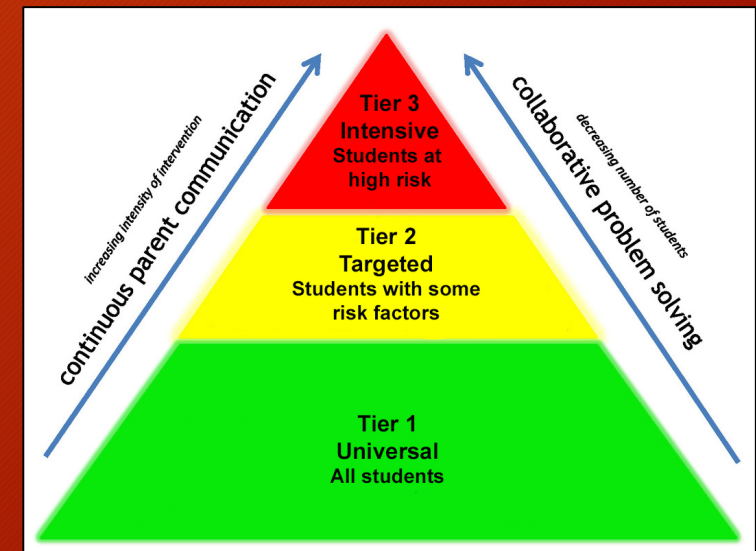 Tier 3
Intensive
Students at
high risk
Tier 2
Targeted
Students with some
risk factors
Tier 1
Universal
All students
increasing intensity of intervention
continuous parent communication
decreasing number of students
collaborative problem solving